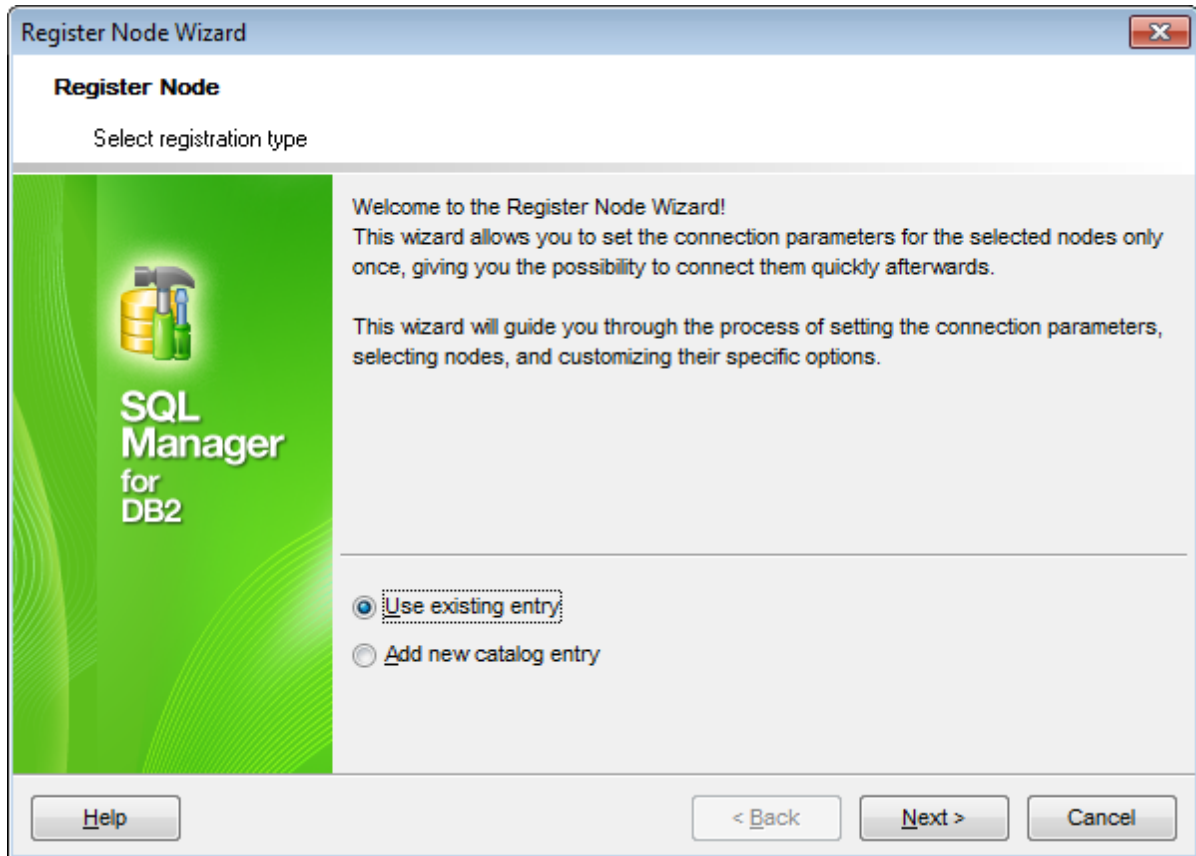 Register Node Wizard
Register Node
Select registration type
Welcome to the Register Node Wizard!
This wizard allows you to set the connection parameters for the selected nodes only
once, giving you the possibility to connect them quickly afterwards.
This wizard will guide you through the process of setting the connection parameters,
selecting nodes, and customizing their specific options.
SQL
Manager
for
DB2
Use existing entry
Add new catalog entry
Help
< Back
Next >
Cancel